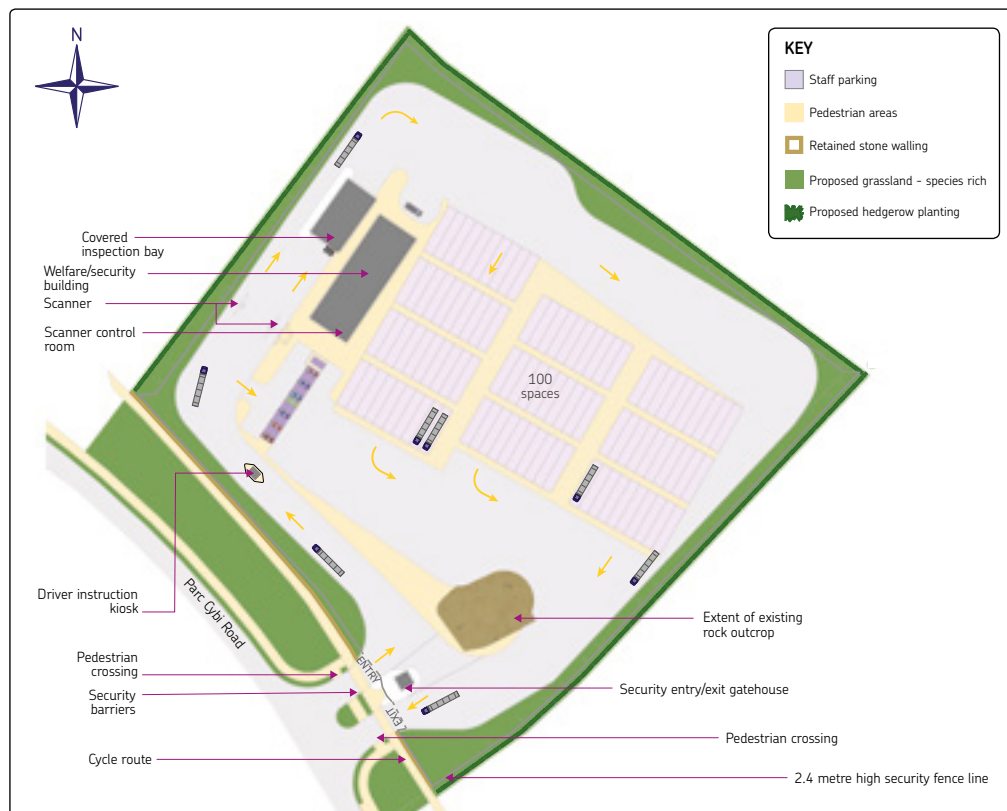 N
KEY
Staff parking
Pedestrian areas
Retained stone walling
Proposed grassland - species rich
Proposed hedgerow planting
Covered
inspection bay
Welfare/security
building
Scanner
Scanner control
room
100
spaces
Driver instruction
kiosk
Parc Cybi Road
Extent of existing
rock outcrop
Pedestrian
crossing
ENTRY
Security
barriers
Security entry/exit gatehouse
EXIT
Pedestrian crossing
Cycle route
2.4 metre high security fence line